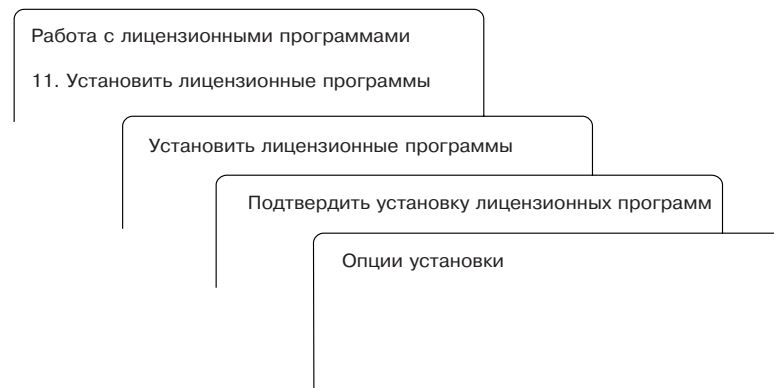 Работа с лицензионными программами
11. Установить лицензионные программы
Установить лицензионные программы
Подтвердить установку лицензионных программ
Опции установки